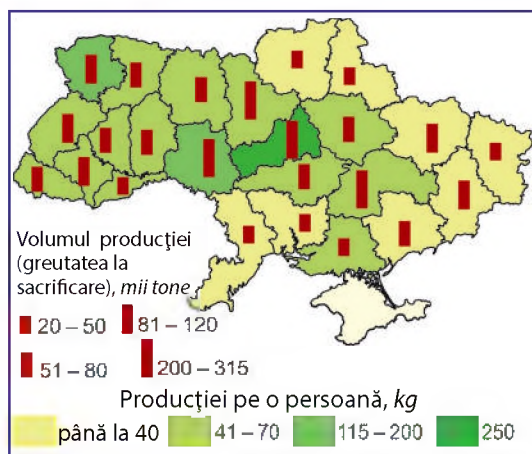 Volumul producţiei
(greutatea la
sacrificare), mii tone
20 – 50 81 – 120
51 – 80 200 – 315
Producţiei pe o persoană, kg
până la 40 41 – 70 115 – 200 250